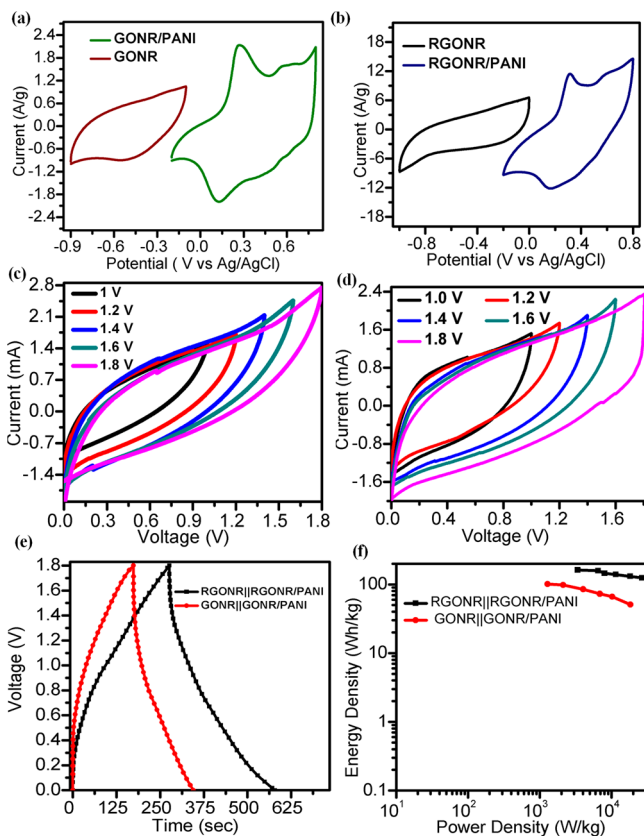 (a)
GONR/PANI
GONR
Current (A/g)
2.4
1.8
1.2
0.6
0.0
-0.6
-1.2
-1.8
-2.4
-0.9 -0.5 0.0 0.3 0.6
Potential ( V vs Ag/AgCl)
(b)
RGONR
RGONR/PANI
Current (A/g)
18
12
6
0
-6
-12
-18
-0.8 -0.4 0.0 0.4 0.8
Potential (V vs Ag/AgCl)
(c)
1 V
1.2 V
1.4 V
1.6 V
1.8 V
Current (mA)
2.8
2.1
1.4
0.7
0.0
-0.7
-1.4
0.0 0.3 0.6 0.9 1.2 1.5 1.8
Voltage (V)
(d)
1.0 V 1.2 V
1.4 V 1.6 V
1.8 V
Current (mA)
2.4
1.6
0.8
0.0
-0.8
-1.6
0.0 0.4 0.8 1.2 1.6
Voltage (V)
(e)
RGONR||RGONR/PANI
GONR||GONR/PANI
Voltage (V)
1.8
1.6
1.4
1.2
1.0
0.8
0.6
0.4
0.2
0.0
0 125 250 375 500 625
Time (sec)
(f)
RGONR||RGONR/PANI
GONR||GONR/PANI
Energy Density (Wh/kg)
100
10
1
0.1
10¹ 10² 10³ 10⁴
Power Density (W/kg)